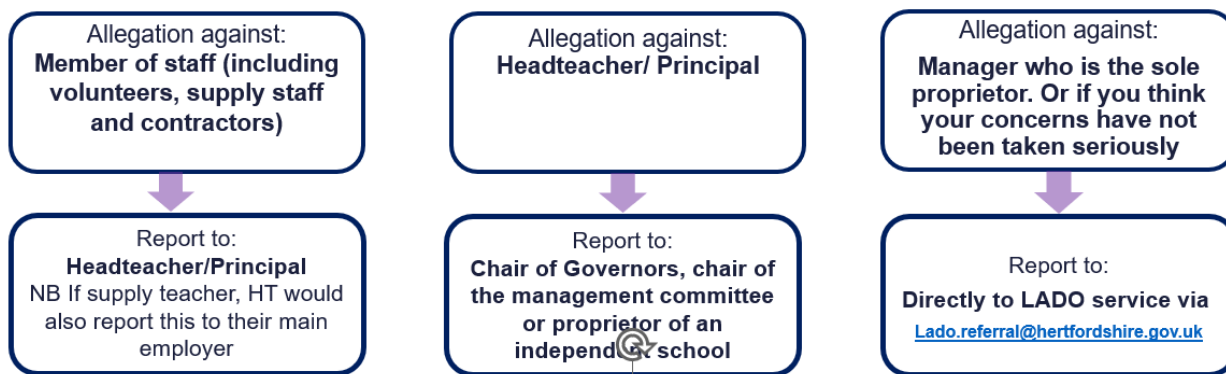 Allegation against:
Member of staff (including
volunteers, supply staff
and contractors)
Report to:
Headteacher/Principal
NB If supply teacher, HT would
also report this to their main
employer
Allegation against:
Headteacher/ Principal
Report to:
Chair of Governors, chair of
the management committee
or proprietor of an
independent school
Allegation against:
Manager who is the sole
proprietor. Or if you think
your concerns have not
been taken seriously
Report to:
Directly to LADO service via
Lado.referral@hertfordshire.gov.uk